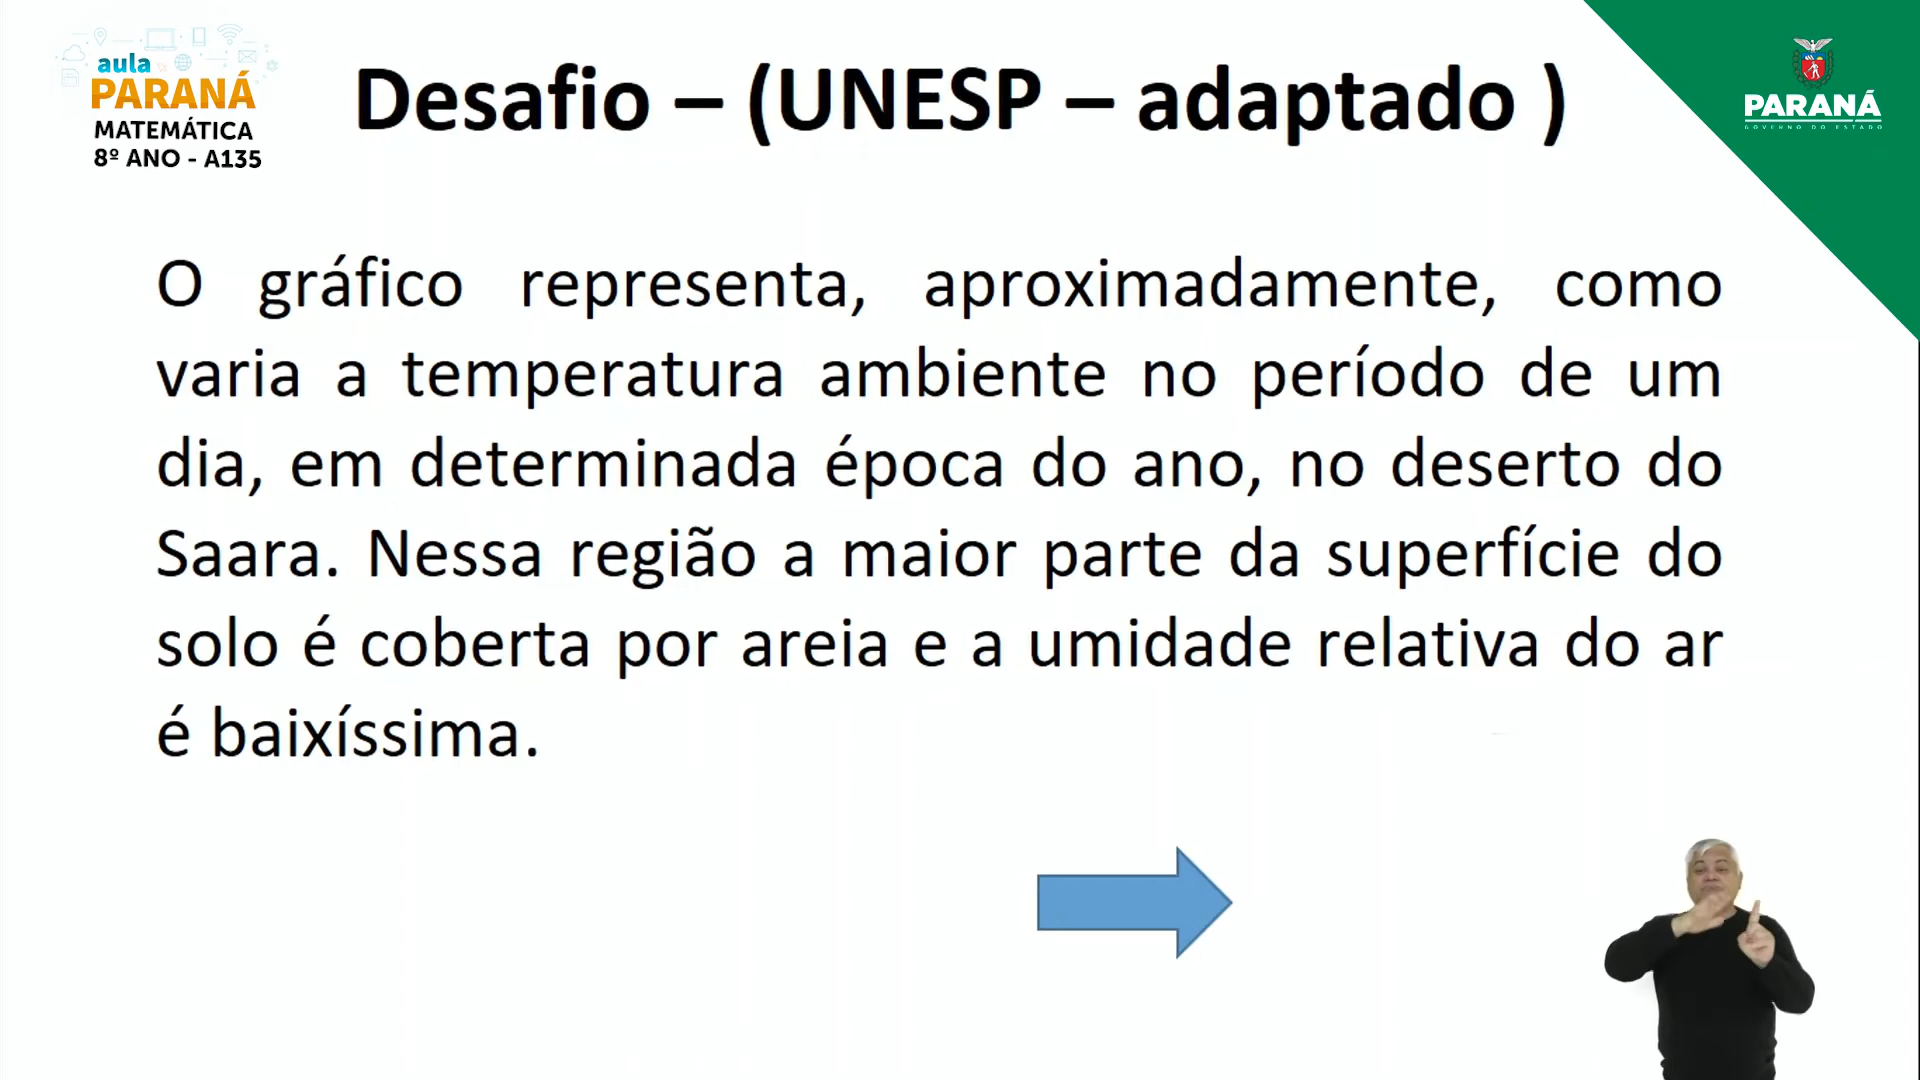 aula
PARANÁ
MATEMÁTICA
8º ANO - A135
Desafio – (UNESP – adaptado )
PARANÁ
GOVERNO DO ESTADO
O gráfico representa, aproximadamente, como
varia a temperatura ambiente no período de um
dia, em determinada época do ano, no deserto do
Saara. Nessa região a maior parte da superfície do
solo é coberta por areia e a umidade relativa do ar
é baixíssima.